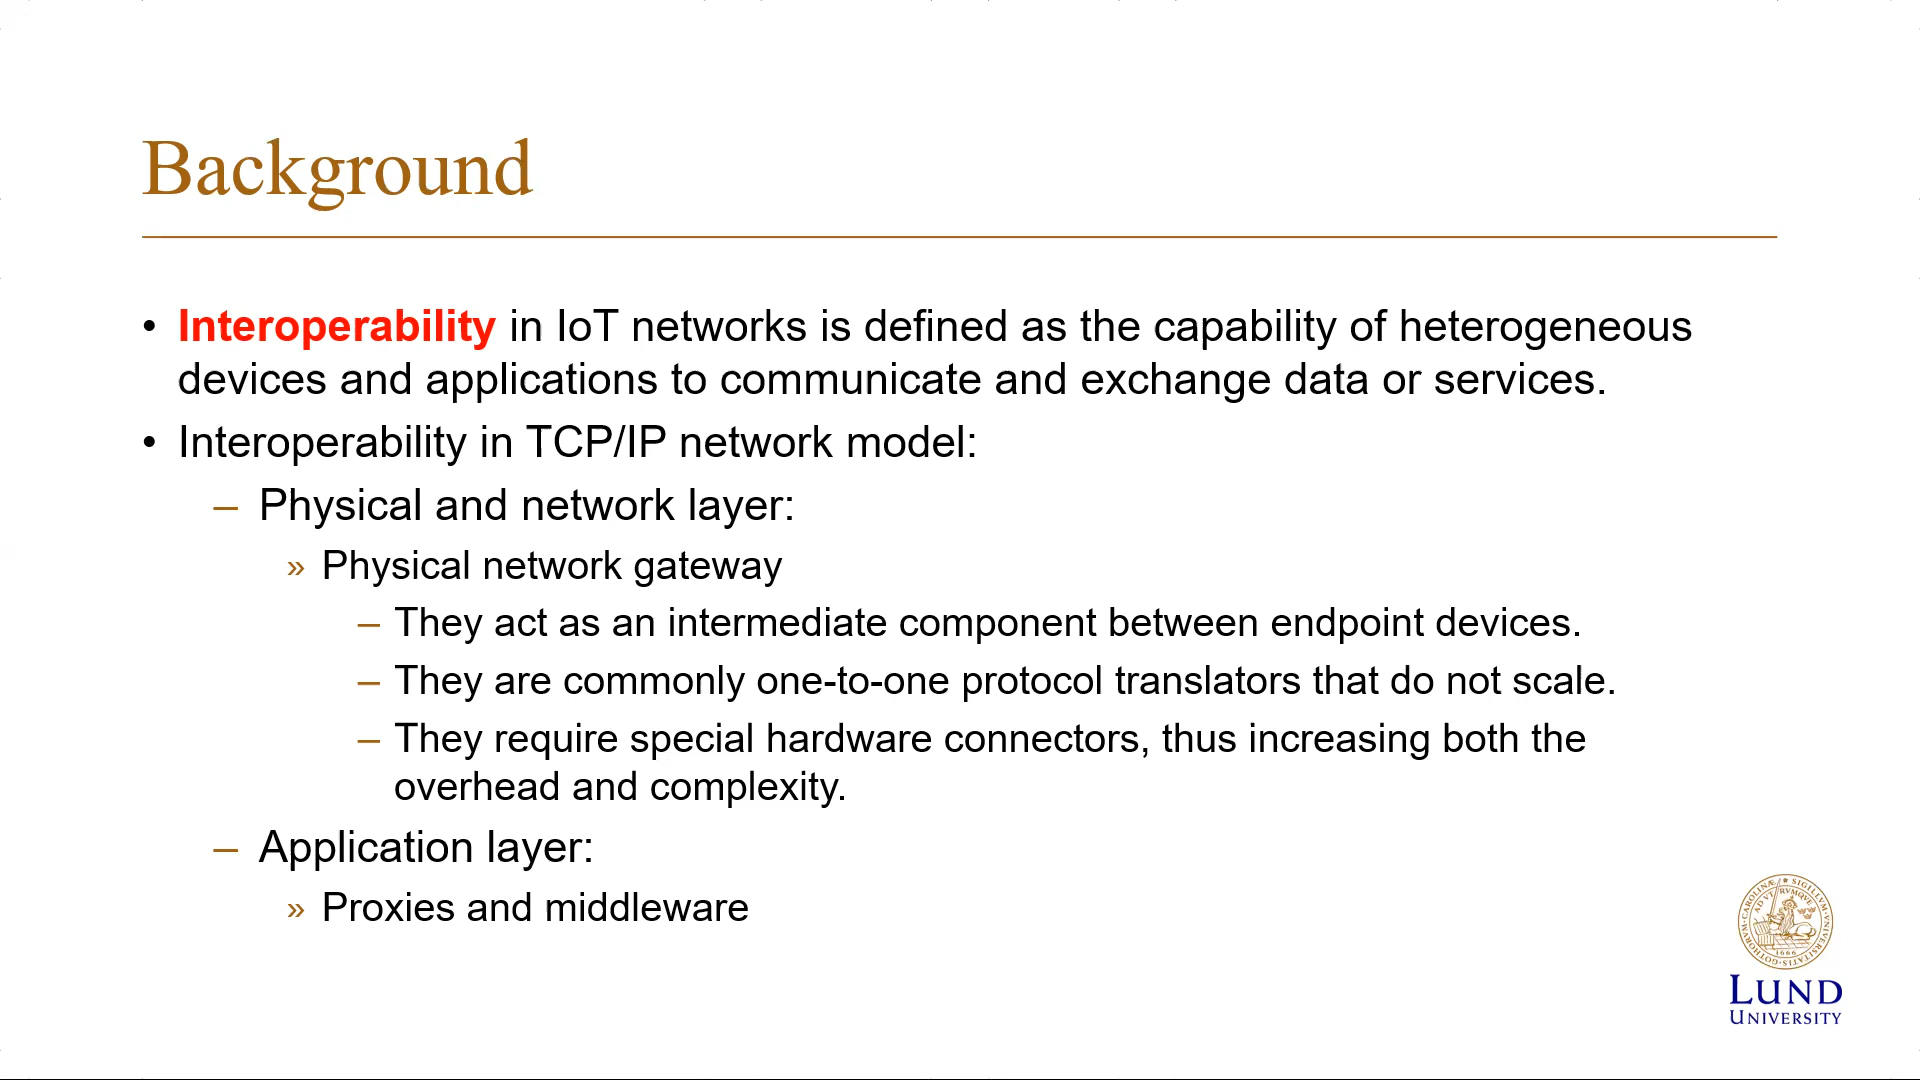 Background
• Interoperability in IoT networks is defined as the capability of heterogeneous
devices and applications to communicate and exchange data or services.
• Interoperability in TCP/IP network model:
– Physical and network layer:
» Physical network gateway
– They act as an intermediate component between endpoint devices.
– They are commonly one-to-one protocol translators that do not scale.
– They require special hardware connectors, thus increasing both the
overhead and complexity.
– Application layer:
» Proxies and middleware
LUND
UNIVERSITY